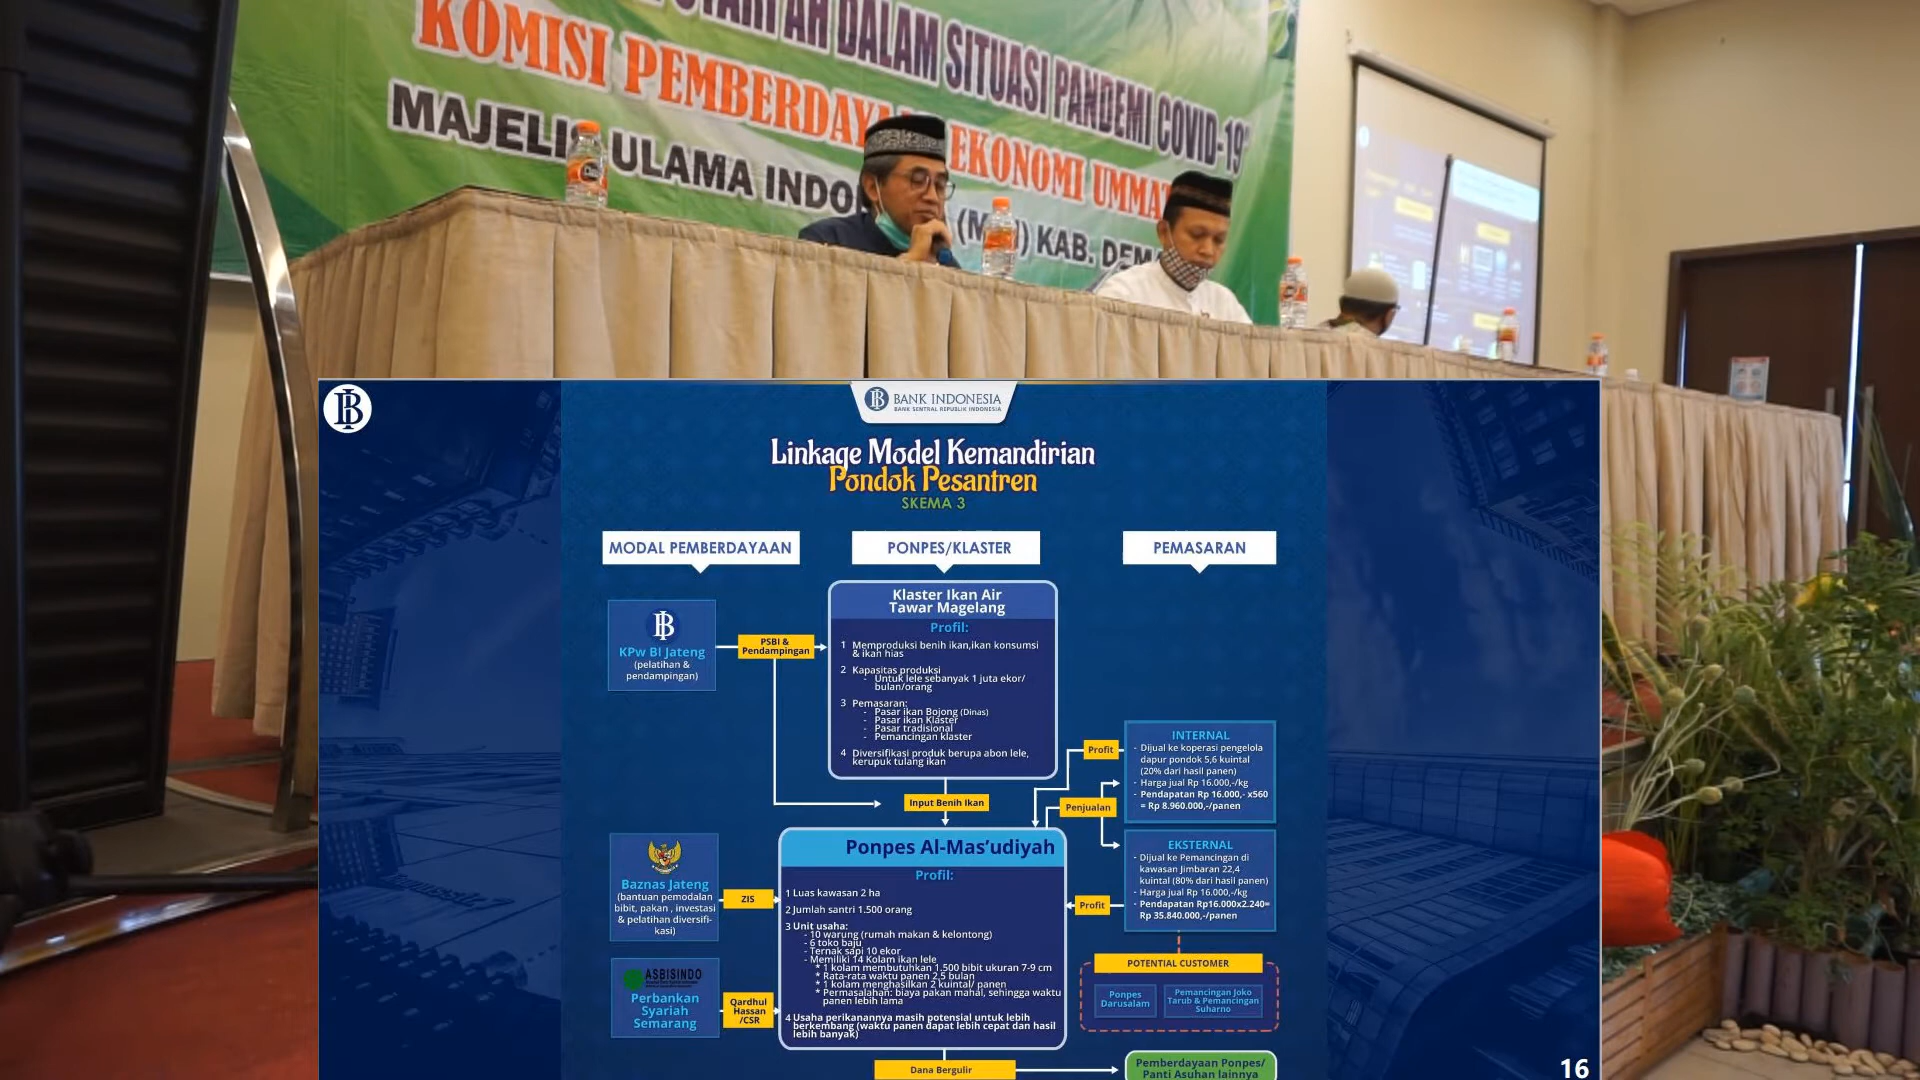 SYARI'AH DALAM SITUASI PANDEMI COVID-19"
KOMISI PEMBERDAYA EKONOMI UMMAT
MAJELIS ULAMA INDO (M I) KAB. DEMA
BANK INDONESIA
BANK SENTRAL REPUBLIK INDONESIA
Linkage Model Kemandirian
Pondok Pesantren
SKEMA 3
MODAL PEMBERDAYAAN
PONPES/KLASTER
PEMASARAN
KPw BI Jateng
(pelatihan &
pendampingan)
PSBI &
Pendampingan
Klaster Ikan Air
Tawar Magelang
Profil:
1 Memproduksi benih ikan,ikan konsumsi
& ikan hias
2 Kapasitas produksi
- Untuk lele sebanyak 1 juta ekor/
bulan/orang
3 Pemasaran:
- Pasar ikan Bojong (Dinas)
- Pasar ikan Klaster
- Pasar tradisional
- Pemancingan klaster
4 Diversifikasi produk berupa abon lele,
kerupuk tulang ikan
Input Benih Ikan
Profit
Penjualan
Profit
INTERNAL
- Dijual ke koperasi pengelola
dapur pondok 5,6 kuintal
(20% dari hasil panen)
- Harga jual Rp 16.000,-/kg
- Pendapatan Rp 16.000,- x560
= Rp 8.960.000,-/panen
EKSTERNAL
- Dijual ke Pemancingan di
kawasan Jimbaran 22,4
kuintal (80% dari hasil panen)
- Harga jual Rp 16.000,-/kg
- Pendapatan Rp16.000x2.240=
Rp 35.840.000,-/panen
Baznas Jateng
(bantuan pemodalan
bibit, pakan , investasi
& pelatihan diversifi-
kasi)
ZIS
ASBISINDO
Perbankan
Syariah
Semarang
Qardhul
Hassan
/CSR
Ponpes Al-Mas'udiyah
Profil:
1 Luas kawasan 2 ha
2 Jumlah santri 1.500 orang
3 Unit usaha:
- 10 warung (rumah makan & kelontong)
- 6 toko baju
- Ternak sapi 10 ekor
- Memiliki 14 Kolam ikan lele
* 1 kolam membutuhkan 1.500 bibit ukuran 7-9 cm
* Rata-rata waktu panen 2,5 bulan
* 1 kolam menghasilkan 2 kuintal/ panen
* Permasalahan: biaya pakan mahal, sehingga waktu
panen lebih lama
4 Usaha perikanannya masih potensial untuk lebih
berkembang (waktu panen dapat lebih cepat dan hasil
lebih banyak)
POTENTIAL CUSTOMER
Ponpes
Darusalam
Pemancingan Joko
Tarub & Pemancingan
Suharno
Dana Bergulir
Pemberdayaan Ponpes/
Panti Asuhan lainnya
16